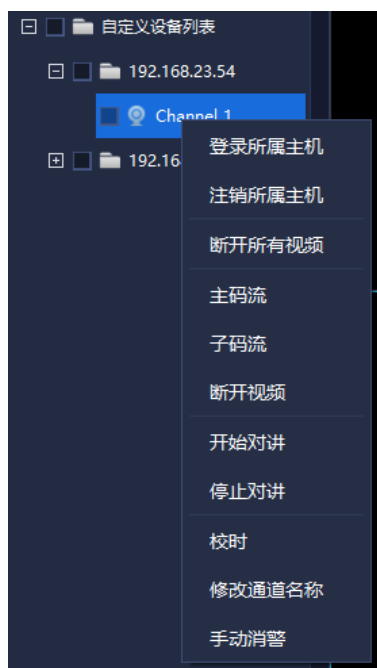 自定义设备列表
192.168.23.54
Channel 1
192.16
登录所属主机
注销所属主机
断开所有视频
主码流
子码流
断开视频
开始对讲
停止对讲
校时
修改通道名称
手动消警